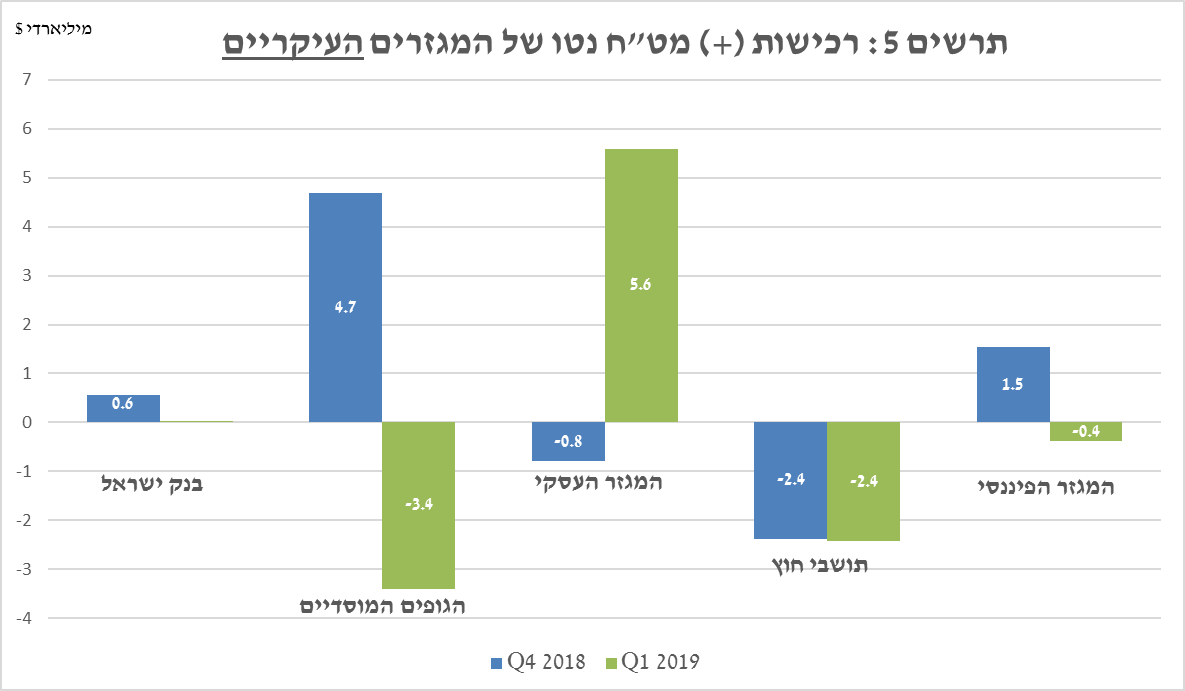 מיליארדי $
תרשים 5: רכישות (+) מט״ח נטו של המגזרים העיקריים
7
6
5
4
3
2
1
0
-1
-2
-3
-4
0.6
4.7
-3.4
-0.8
5.6
-2.4
-2.4
1.5
-0.4
בנק ישראל
הגופים המוסדיים
המגזר העסקי
תושבי חוץ
המגזר הפיננסי
Q4 2018
Q1 2019